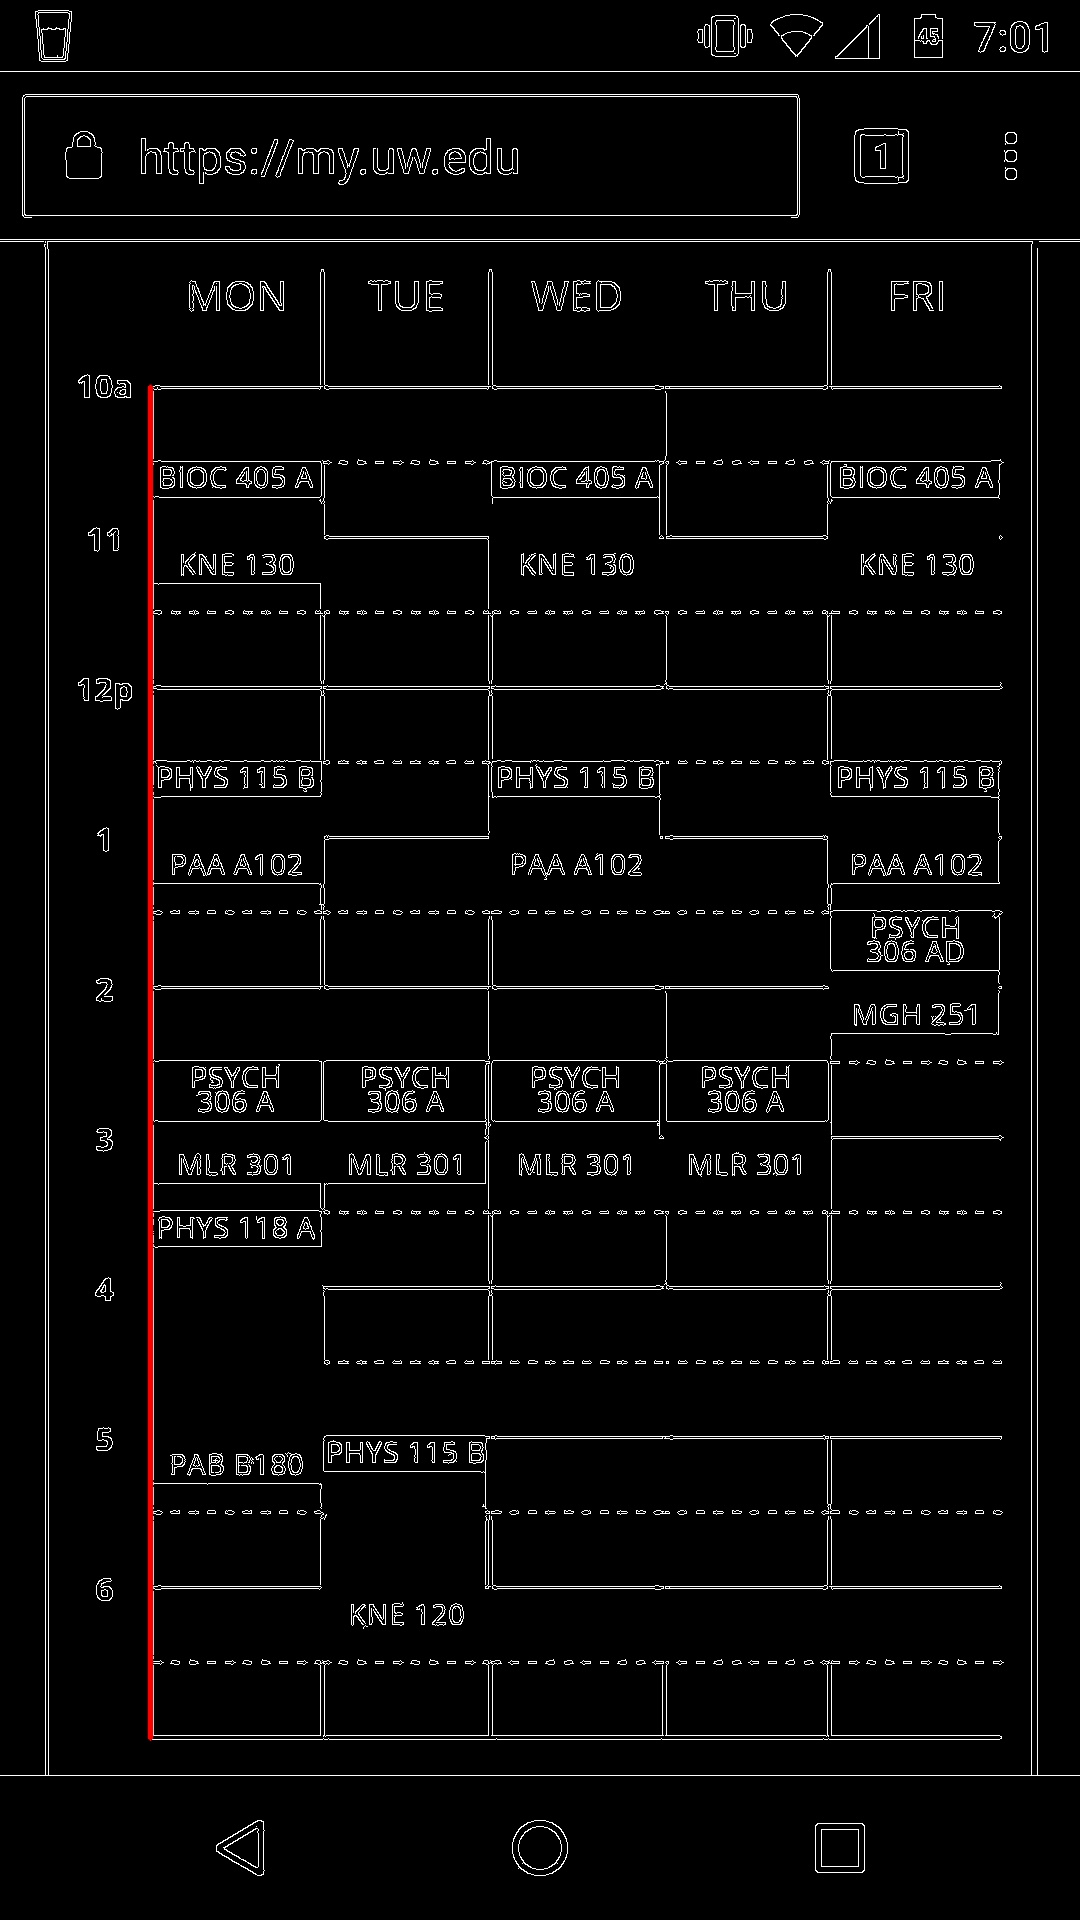 45 7:01
https://my.uw.edu 1
MON TUE WED THU FRI
10a
BIOC 405 A BIOC 405 A BIOC 405 A
11
KNE 130 KNE 130 KNE 130
12p
PHYS 115 B PHYS 115 B PHYS 115 B
1
PAA A102 PAA A102 PAA A102
PSYCH
306 AD
2
MGH 251
PSYCH PSYCH PSYCH PSYCH
306 A 306 A 306 A 306 A
3
MLR 301 MLR 301 MLR 301 MLR 301
PHYS 118 A
4
5
PHYS 115 B
PAB B180
6
KNE 120